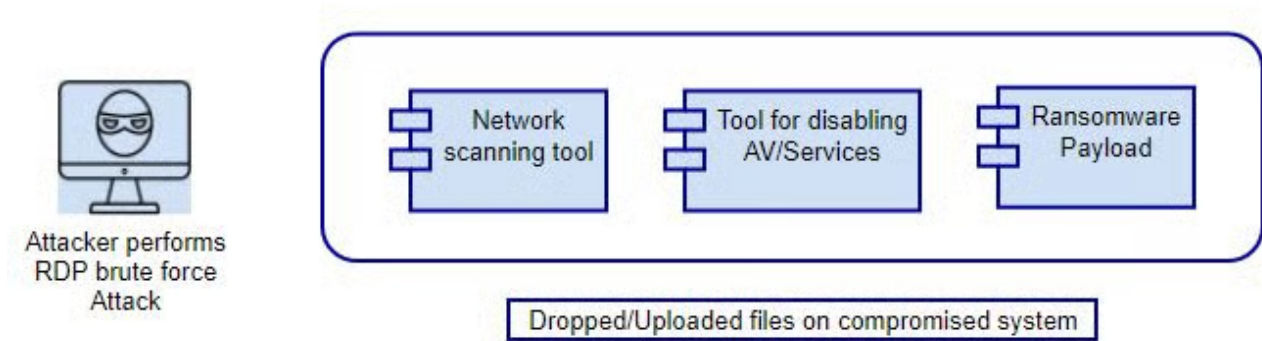 Attacker performs
RDP brute force
Attack
Network
scanning tool
Tool for disabling
AV/Services
Ransomware
Payload
Dropped/Uploaded files on compromised system